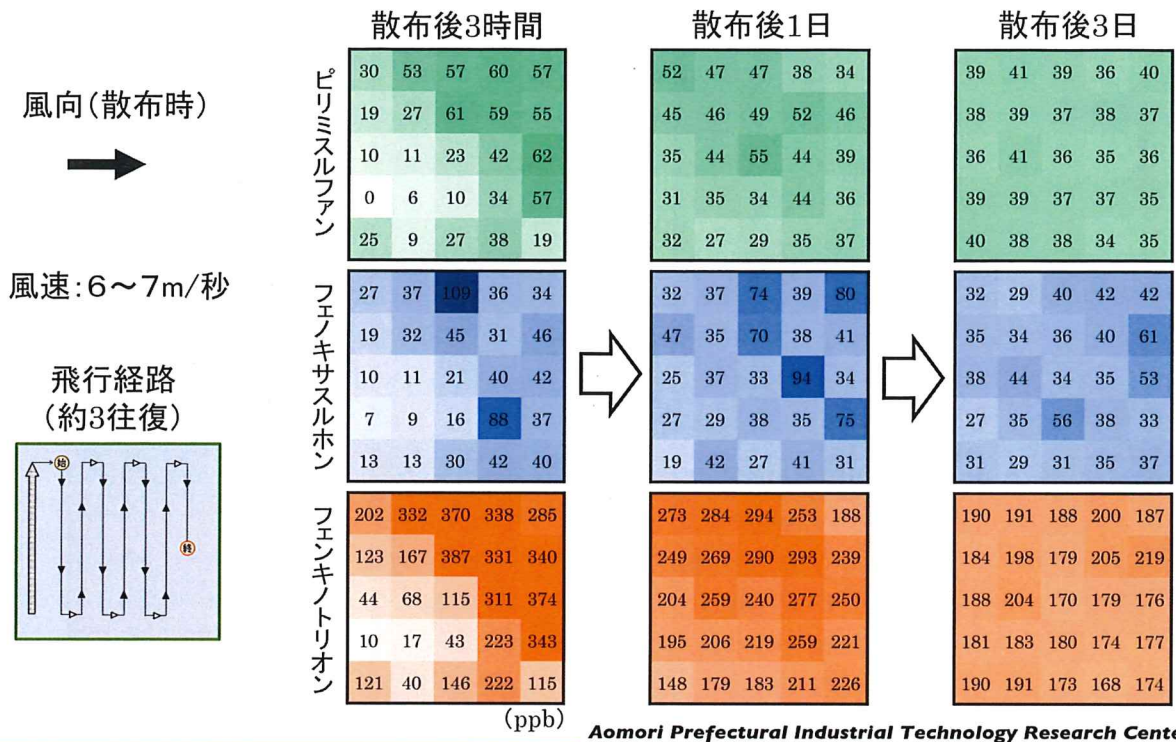 散布後3時間
散布後1日
散布後3日
風向(散布時)
風速:6～7m/秒
飛行経路
(約3往復)
始
終
ピリミスルファン
30 53 57 60 57
19 27 61 59 55
10 11 23 42 62
0 6 10 34 57
25 9 27 38 19
52 47 47 38 34
45 46 49 52 46
35 44 55 44 39
31 35 34 44 36
32 27 29 35 37
39 41 39 36 40
38 39 37 38 37
36 41 36 35 36
39 39 37 37 35
40 38 38 34 35
フェノキサスルホン
27 37 109 36 34
19 32 45 31 46
10 11 21 40 42
7 9 16 88 37
13 13 30 42 40
32 37 74 39 80
47 35 70 38 41
25 37 33 94 34
27 29 38 35 75
19 42 27 41 31
32 29 40 42 42
35 34 36 40 61
38 44 34 35 53
27 35 56 38 33
31 29 31 35 37
フェンキノトリオン
202 332 370 338 285
123 167 387 331 340
44 68 115 311 374
10 17 43 223 343
121 40 146 222 115
273 284 294 253 188
249 269 290 293 239
204 259 240 277 250
195 206 219 259 221
148 179 183 211 226
190 191 188 200 187
184 198 179 205 219
188 204 170 179 176
181 183 180 174 177
190 191 173 168 174
(ppb)
Aomori Prefectural Industrial Technology Research Cent